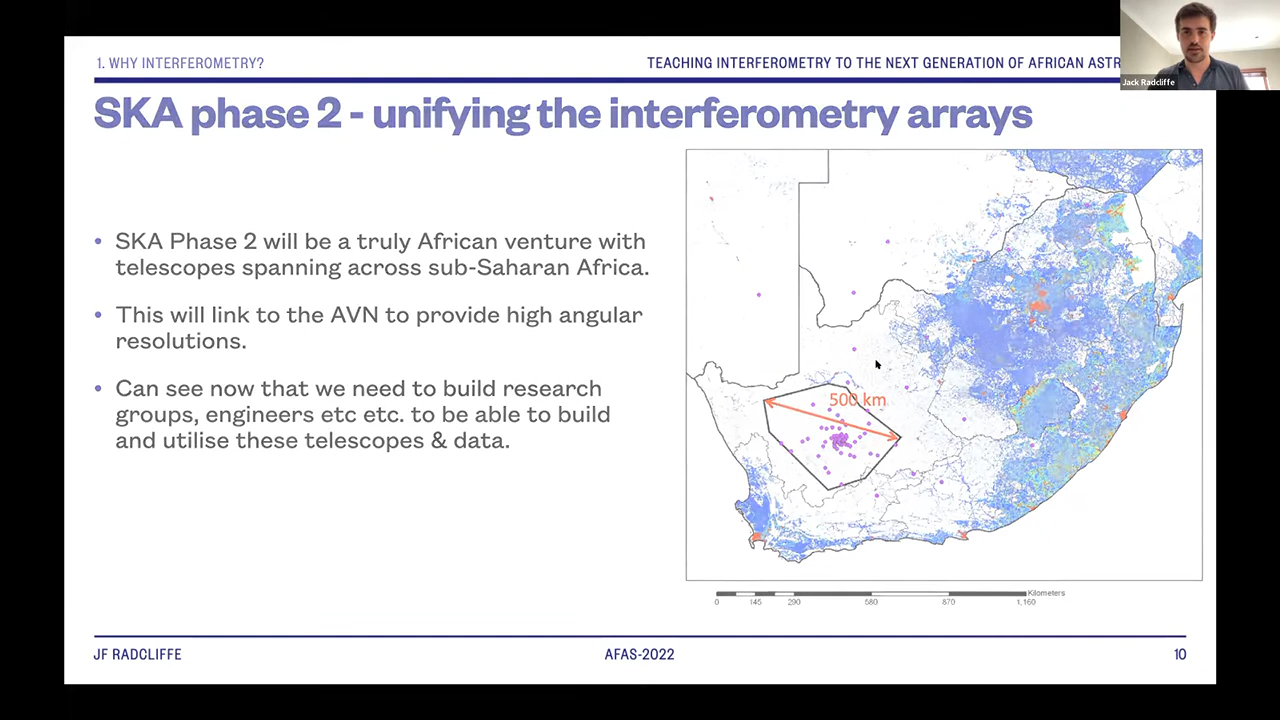 1. WHY INTERFEROMETRY?
TEACHING INTERFEROMETRY TO THE NEXT GENERATION OF AFRICAN ASTR
Jack Radcliffe
SKA phase 2 - unifying the interferometry arrays
• SKA Phase 2 will be a truly African venture with
telescopes spanning across sub-Saharan Africa.
• This will link to the AVN to provide high angular
resolutions.
• Can see now that we need to build research
groups, engineers etc etc. to be able to build
and utilise these telescopes & data.
500 km
Kilometers
0 145 290 580 870 1,160
JF RADCLIFFE
AFAS-2022
10